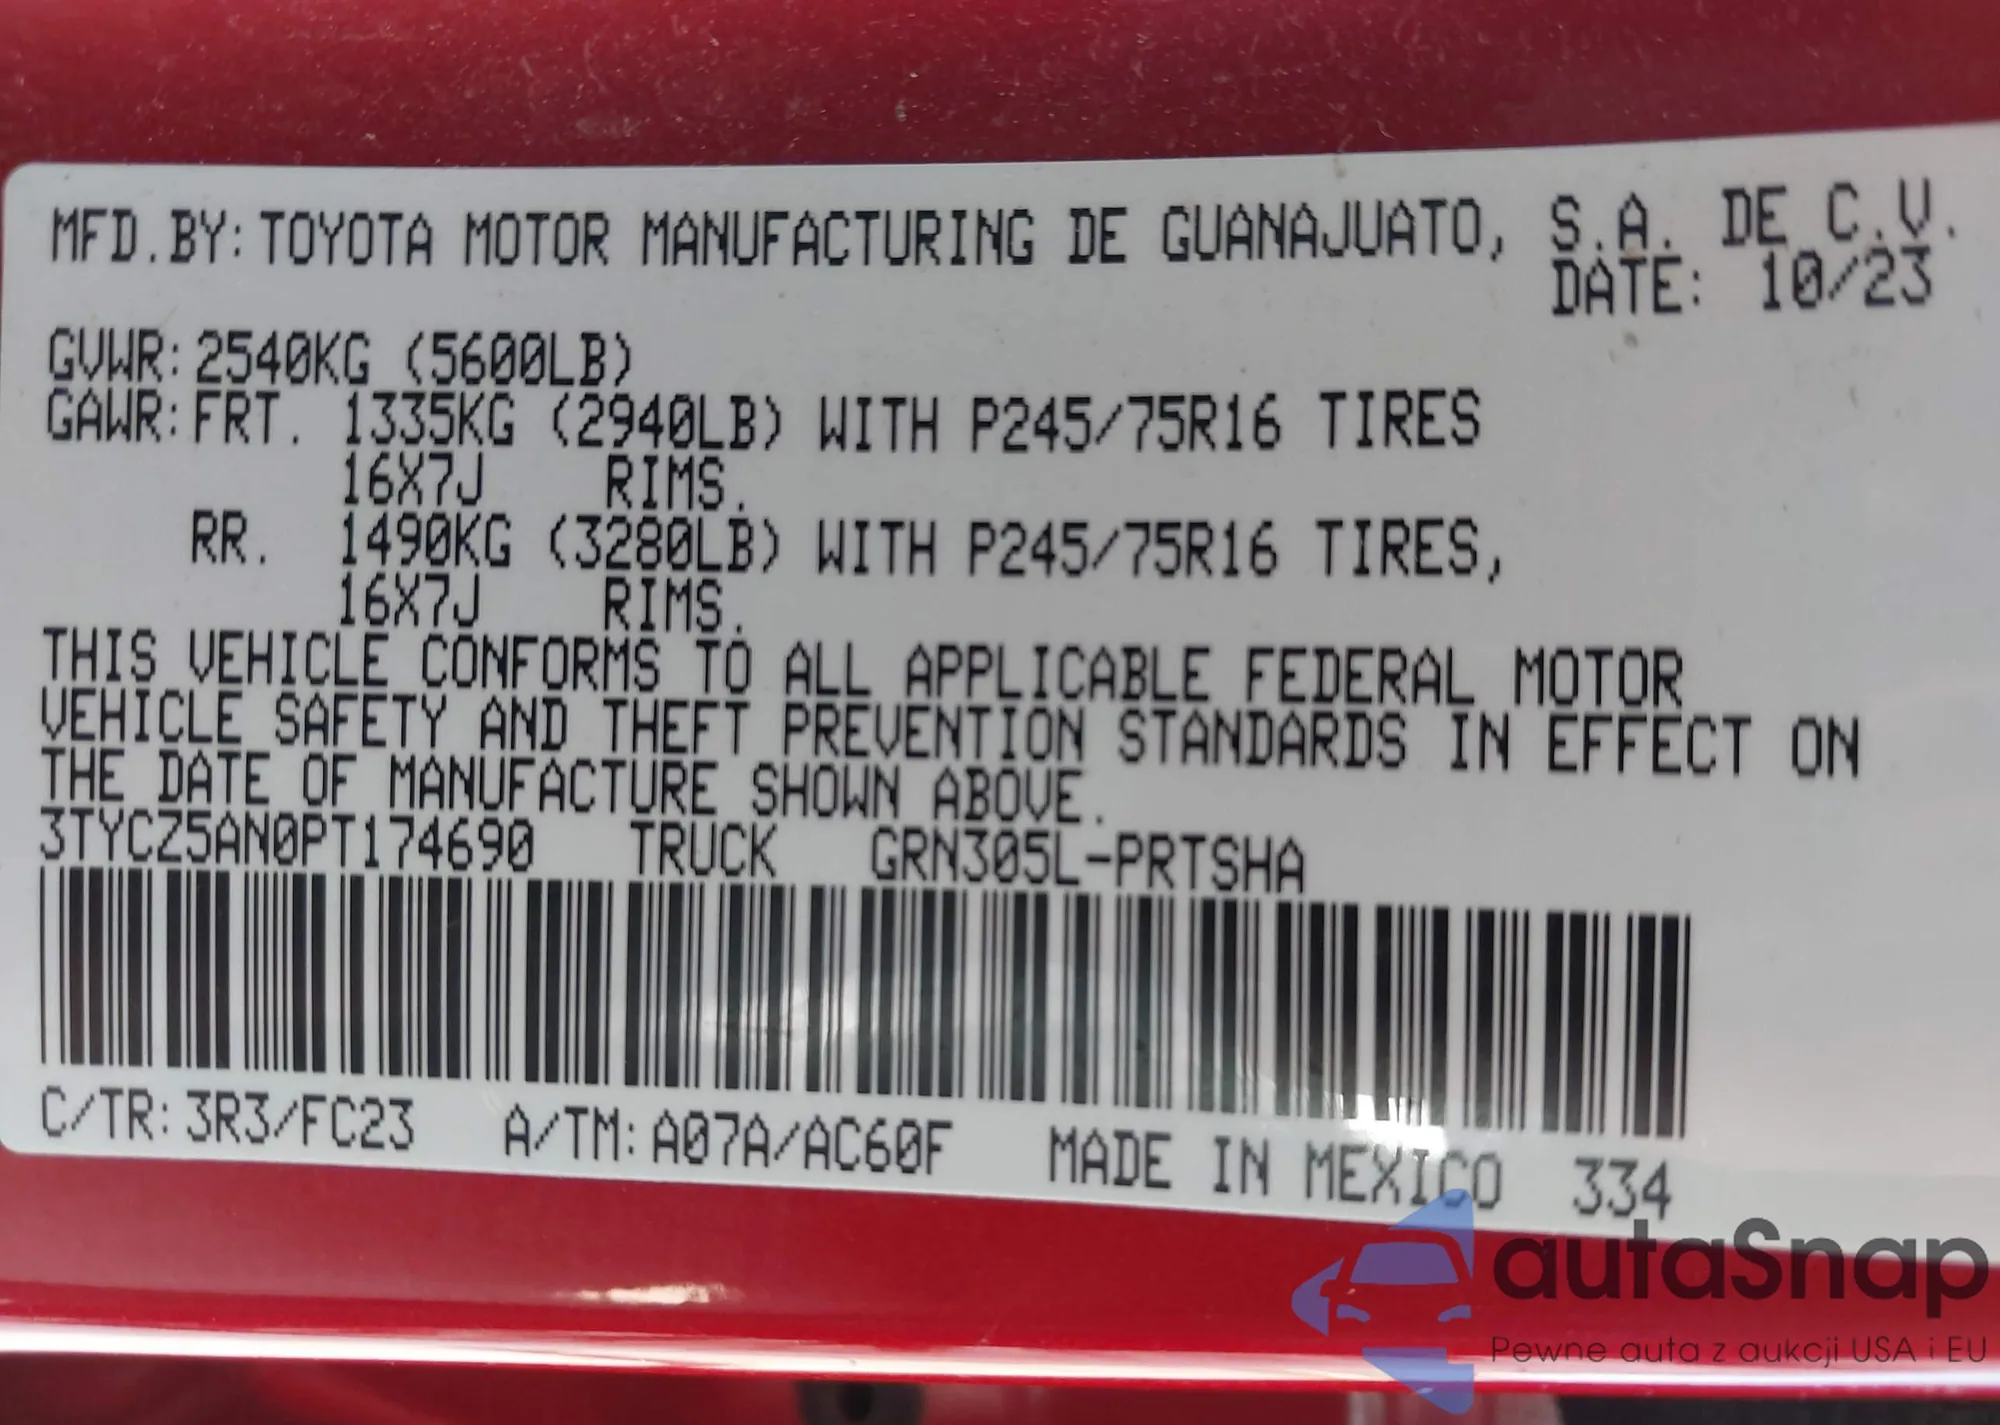 MFD.BY: TOYOTA MOTOR MANUFACTURING DE GUANAJUATO, S.A. DE C.V.
DATE: 10/23
GVWR: 2540KG (5600LB)
GAWR: FRT. 1335KG (2940LB) WITH P245/75R16 TIRES
16X7J RIMS.
RR. 1490KG (3280LB) WITH P245/75R16 TIRES,
16X7J RIMS.
THIS VEHICLE CONFORMS TO ALL APPLICABLE FEDERAL MOTOR
VEHICLE SAFETY AND THEFT PREVENTION STANDARDS IN EFFECT ON
THE DATE OF MANUFACTURE SHOWN ABOVE.
3TYCZ5AN0PT174690 TRUCK GRN305L-PRTSHA
C/TR: 3R3/FC23 A/TM: A07A/AC60F MADE IN MEXICO 334
autaSnap
Pewne auta z aukcji USA i EU